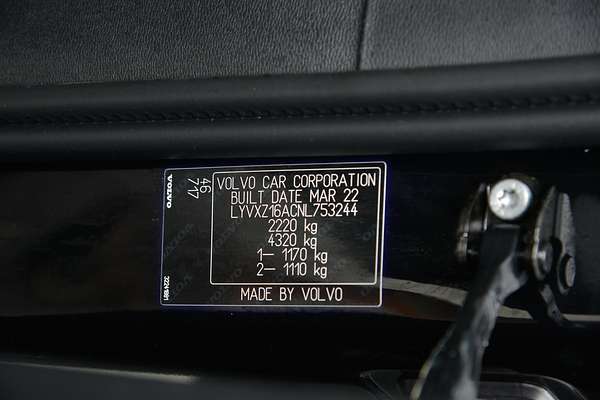 VOLVO
46
717
VOLVO CAR CORPORATION
BUILT DATE MAR 22
LYVXZ16ACNL753244
2220 kg
4320 kg
1– 1170 kg
2– 1110 kg
MADE BY VOLVO